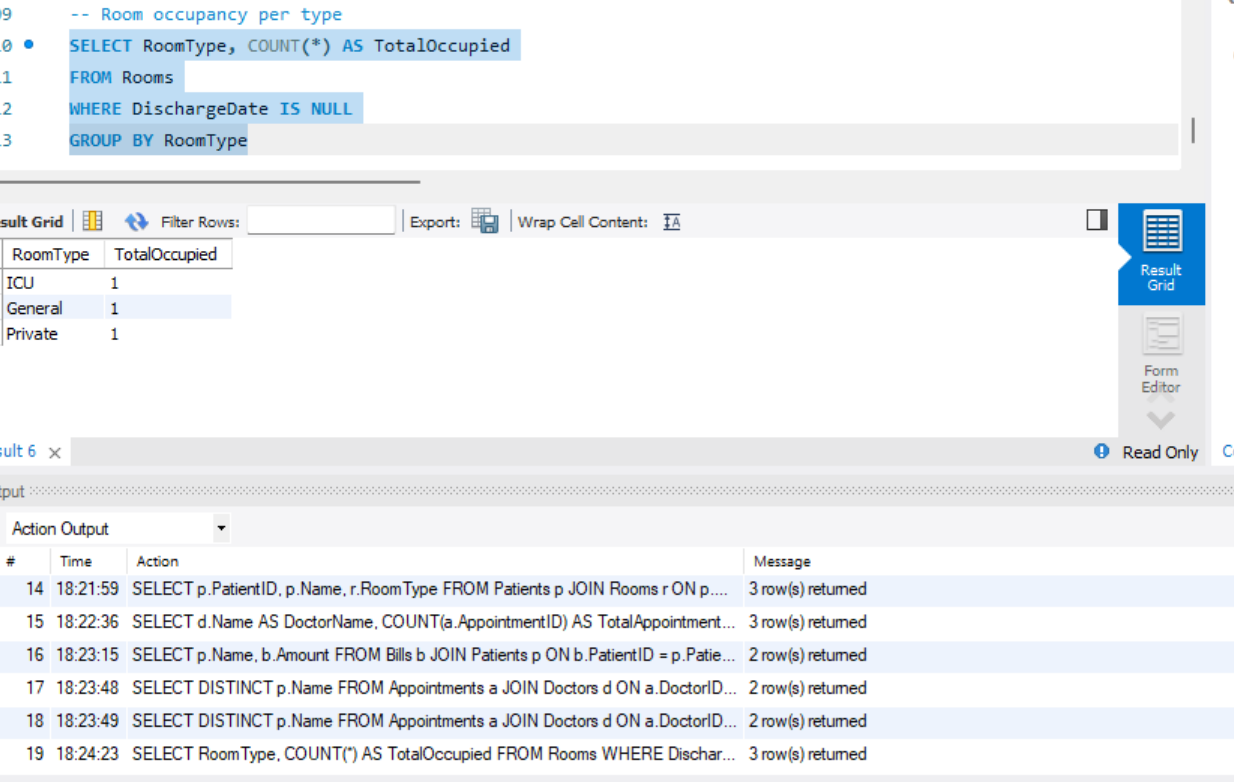 -- Room occupancy per type
SELECT RoomType, COUNT(*) AS TotalOccupied
FROM Rooms
WHERE DischargeDate IS NULL
GROUP BY RoomType
sult Grid Filter Rows: Export: Wrap Cell Content: IA
RoomType TotalOccupied
ICU 1
General 1
Private 1
Result Grid
Form Editor
sult 6 × Read Only
tput
Action Output
# Time Action Message
14 18:21:59 SELECT p.PatientID, p.Name, r.RoomType FROM Patients p JOIN Rooms r ON p.... 3 row(s) returned
15 18:22:36 SELECT d.Name AS DoctorName, COUNT(a.AppointmentID) AS TotalAppointment... 3 row(s) returned
16 18:23:15 SELECT p.Name, b.Amount FROM Bills b JOIN Patients p ON b.PatientID = p.Patie... 2 row(s) returned
17 18:23:48 SELECT DISTINCT p.Name FROM Appointments a JOIN Doctors d ON a.DoctorID... 2 row(s) returned
18 18:23:49 SELECT DISTINCT p.Name FROM Appointments a JOIN Doctors d ON a.DoctorID... 2 row(s) returned
19 18:24:23 SELECT RoomType, COUNT(*) AS TotalOccupied FROM Rooms WHERE Dischar... 3 row(s) returned